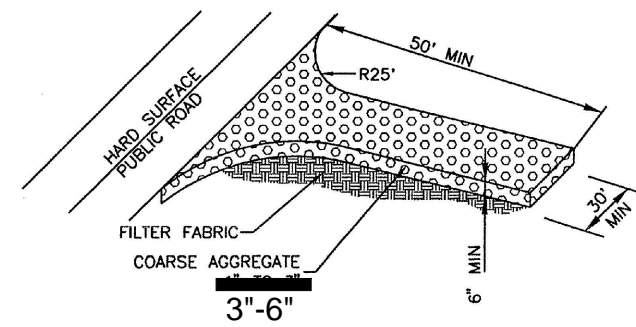 50' MIN
R25'
HARD SURFACE
PUBLIC ROAD
30'
MIN
FILTER FABRIC
COARSE AGGREGATE
6" MIN
3"-6"